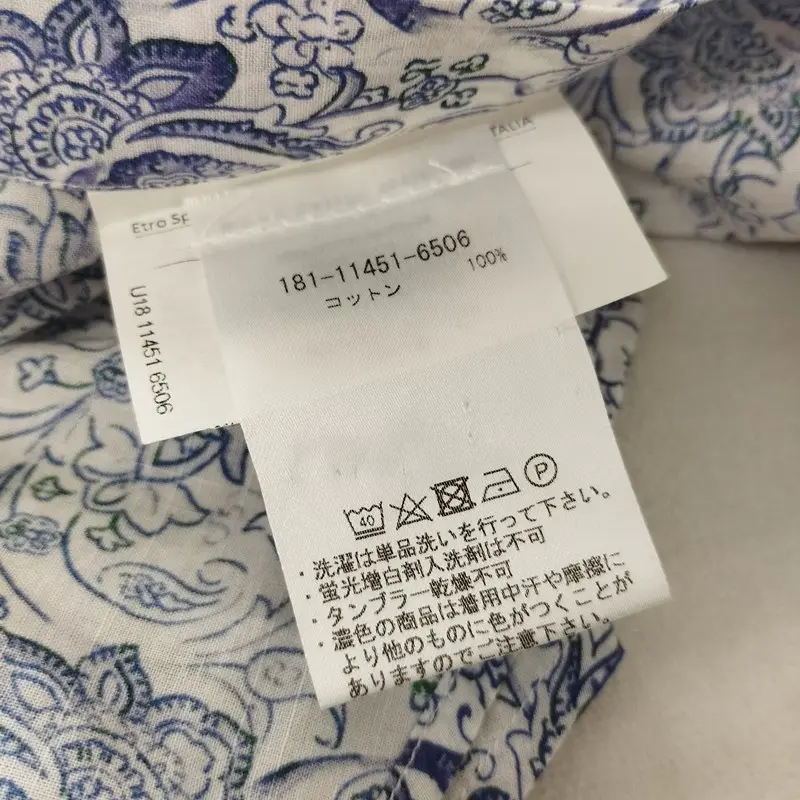 TALIA
Etro Sp
181-11451-6506
コットン 100%
U18 11451 6506
40
P
・洗濯は単品洗いを行って下さい。
・蛍光増白剤入洗剤は不可
・タンブラー乾燥不可
・濃色の商品は着用中汗や摩擦に
より他のものに色がつくことが
ありますのでご注意下さい。